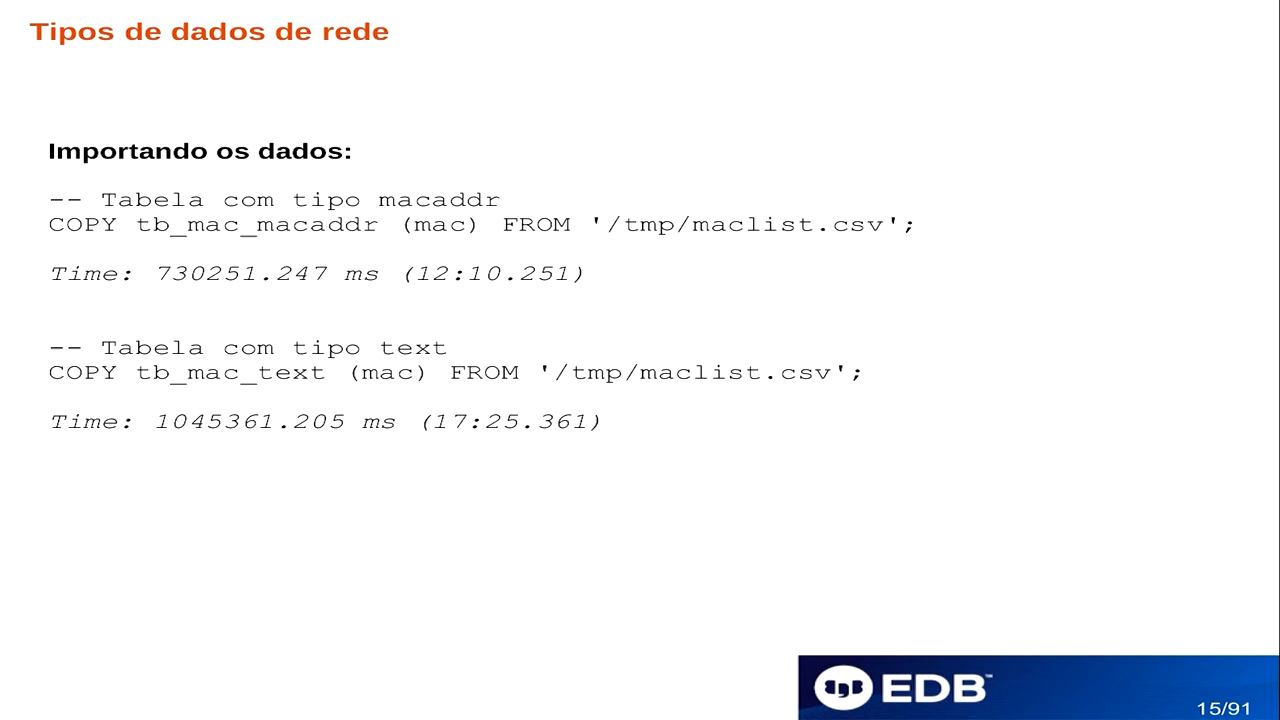 Tipos de dados de rede
Importando os dados:
-- Tabela com tipo macaddr
COPY tb_mac_macaddr (mac) FROM '/tmp/maclist.csv';
Time: 730251.247 ms (12:10.251)
-- Tabela com tipo text
COPY tb_mac_text (mac) FROM '/tmp/maclist.csv';
Time: 1045361.205 ms (17:25.361)
EDB™
15/91